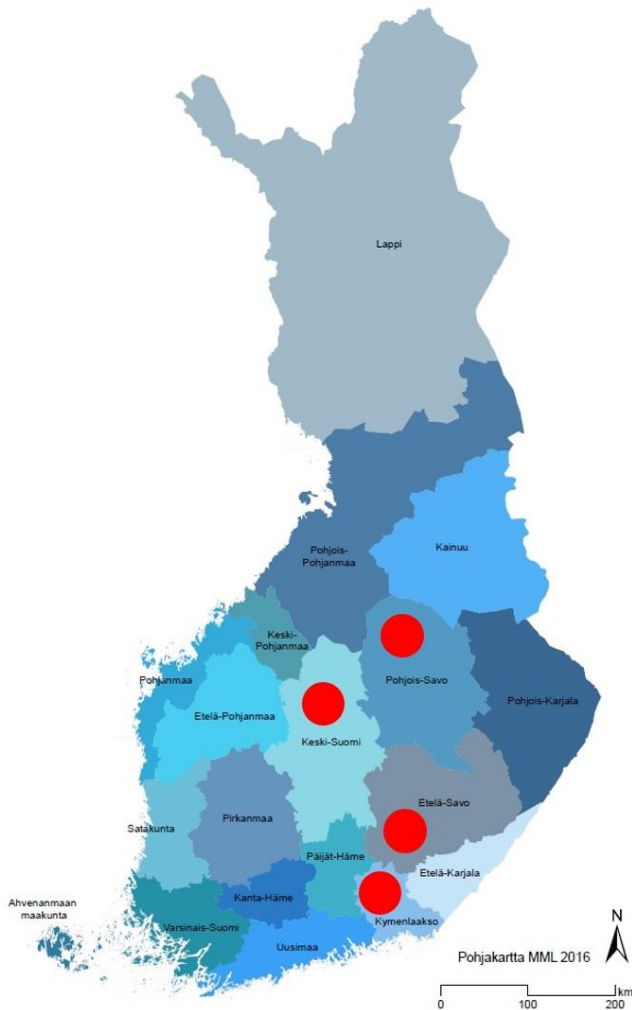 Lappi
Pohjois-
Pohjanmaa
Kainuu
Keski-
Pohjanmaa
Pohjanmaa
Pohjois-Savo
Pohjois-Karjala
Etelä-Pohjanmaa
Keski-Suomi
Etelä-Savo
Satakunta
Pirkanmaa
Päijät-Häme
Etelä-Karjala
Ahvenanmaan
maakunta
Kanta-Häme
Kymenlaakso
Varsinais-Suomi
Uusimaa
N
Pohjakartta MML 2016
km
0 100 200